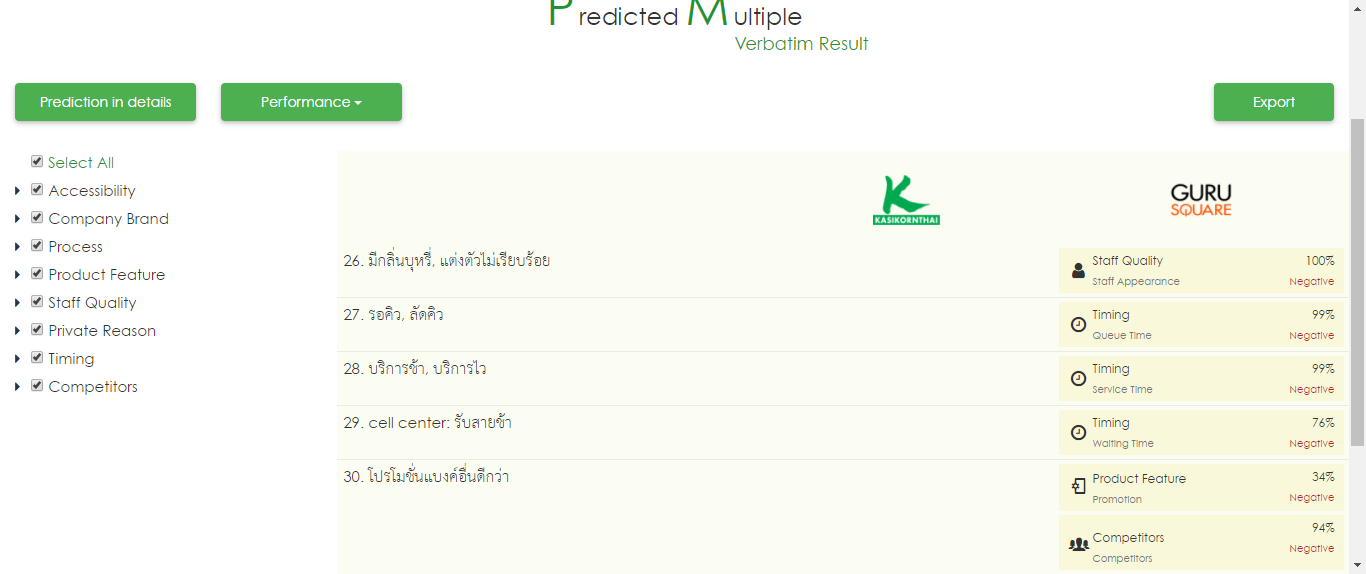 Predicted Multiple
Verbatim Result
Prediction in details
Performance
Export
Select All
Accessibility
Company Brand
Process
Product Feature
Staff Quality
Private Reason
Timing
Competitors
KASIKORNTHAI
GURU
SQUARE
26. มีกลิ่นบุหรี่, แต่งตัวไม่เรียบร้อย
Staff Quality 100%
Staff Appearance Negative
27. รอคิว, ลัดคิว
Timing 99%
Queue Time Negative
28. บริการช้า, บริการไว
Timing 99%
Service Time Negative
29. cell center: รับสายช้า
Timing 76%
Waiting Time Negative
30. โปรโมชั่นแบงค์อื่นดีกว่า
Product Feature 34%
Promotion Negative
Competitors 94%
Competitors Negative